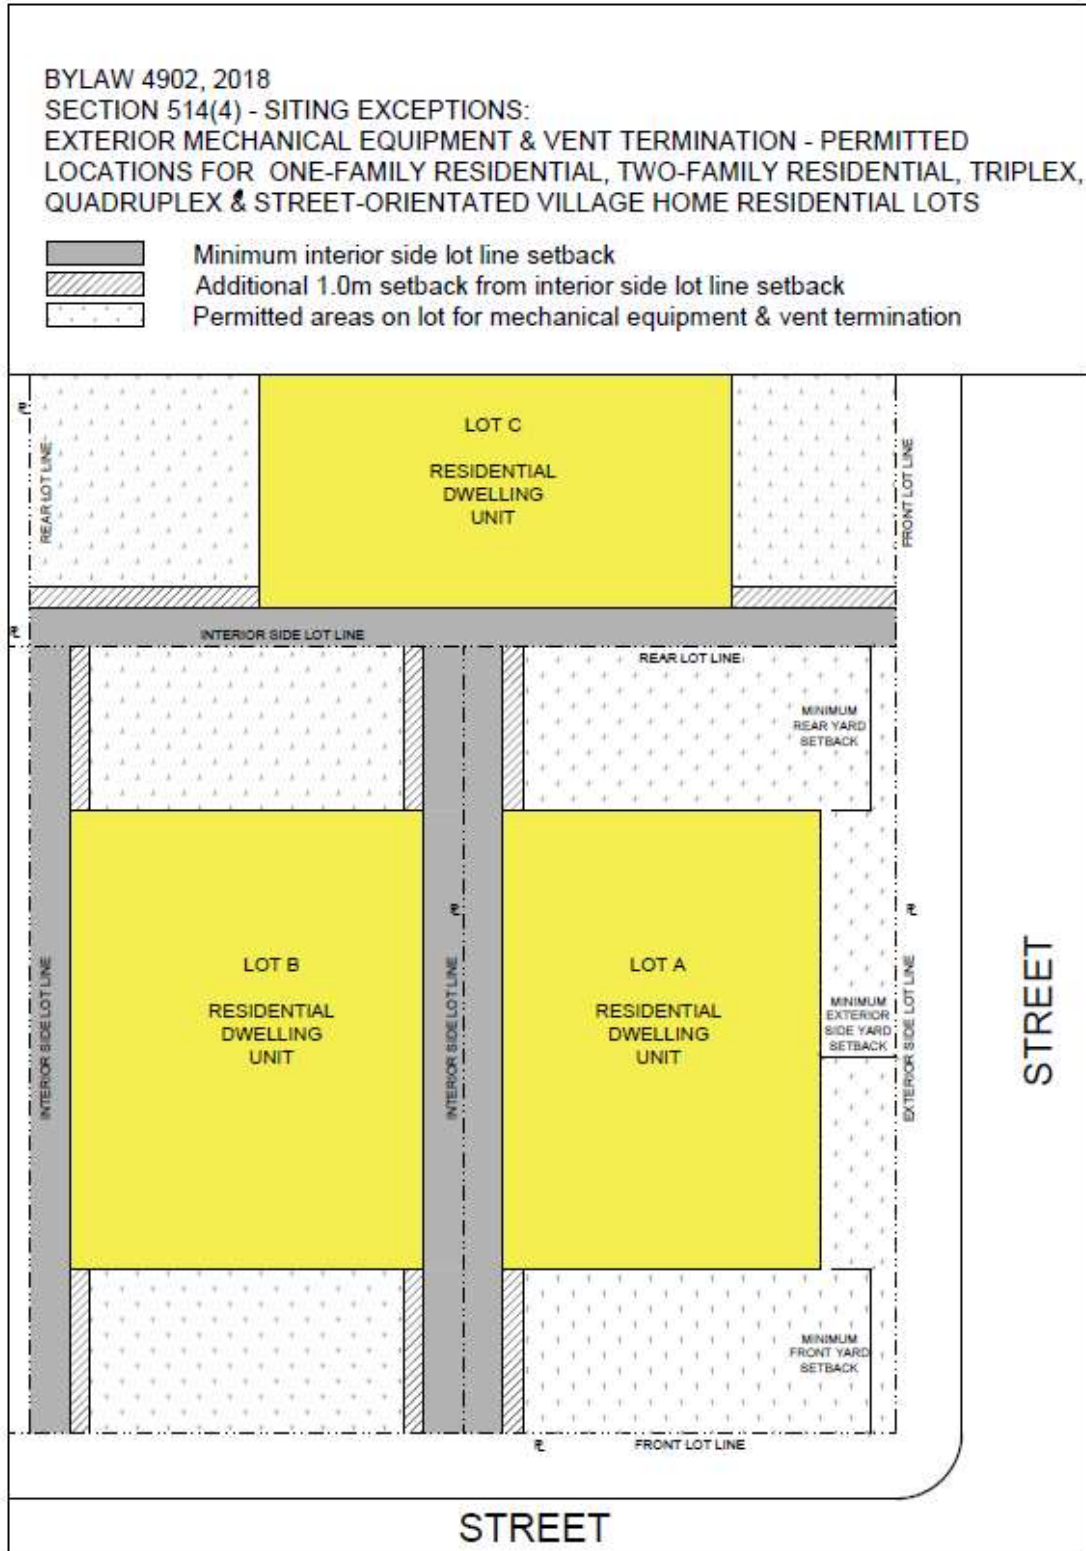 BYLAW 4902, 2018
SECTION 514(4) - SITING EXCEPTIONS:
EXTERIOR MECHANICAL EQUIPMENT & VENT TERMINATION - PERMITTED
LOCATIONS FOR ONE-FAMILY RESIDENTIAL, TWO-FAMILY RESIDENTIAL, TRIPLEX,
QUADRUPLEX & STREET-ORIENTATED VILLAGE HOME RESIDENTIAL LOTS
Minimum interior side lot line setback
Additional 1.0m setback from interior side lot line setback
Permitted areas on lot for mechanical equipment & vent termination
REAR LOT LINE
LOT C
RESIDENTIAL
DWELLING
UNIT
FRONT LOT LINE
INTERIOR SIDE LOT LINE
REAR LOT LINE
MINIMUM
REAR YARD
SETBACK
INTERIOR SIDE LOT LINE
LOT B
RESIDENTIAL
DWELLING
UNIT
INTERIOR SIDE LOT LINE
LOT A
RESIDENTIAL
DWELLING
UNIT
MINIMUM
EXTERIOR
SIDE YARD
SETBACK
EXTERIOR SIDE LOT LINE
STREET
MINIMUM
FRONT YARD
SETBACK
FRONT LOT LINE
STREET